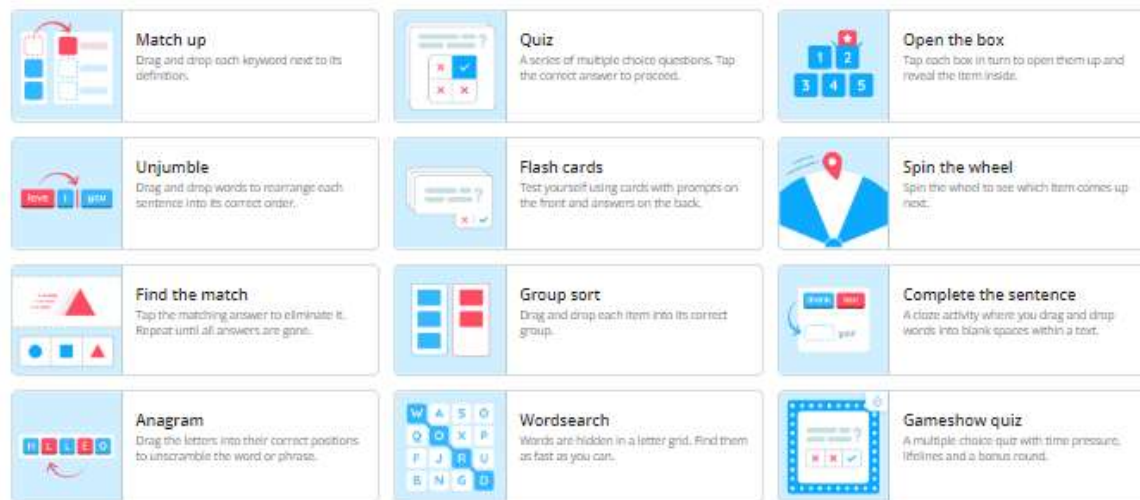 Match up
Drag and drop each keyword next to its
definition.
?
Quiz
A series of multiple choice questions. Tap
the correct answer to proceed.
1 2
3 4 5
Open the box
Tap each box in turn to open them up and
reveal the item inside.
love I you
Unjumble
Drag and drop words to rearrange each
sentence into its correct order.
?
Flash cards
Test yourself using cards with prompts on
the front and answers on the back.
Spin the wheel
Spin the wheel to see which item comes up
next.
Find the match
Tap the matching answer to eliminate it.
Repeat until all answers are gone.
Group sort
Drag and drop each item into its correct
group.
you
Complete the sentence
A cloze activity where you drag and drop
words into blank spaces within a text.
H L L E O
Anagram
Drag the letters into their correct positions
to unscramble the word or phrase.
W A S O
Q O X P
F J R U
B N G D
Wordsearch
Words are hidden in a letter grid. Find them
as fast as you can.
?
Gameshow quiz
A multiple choice quiz with time pressure,
lifelines and a bonus round.